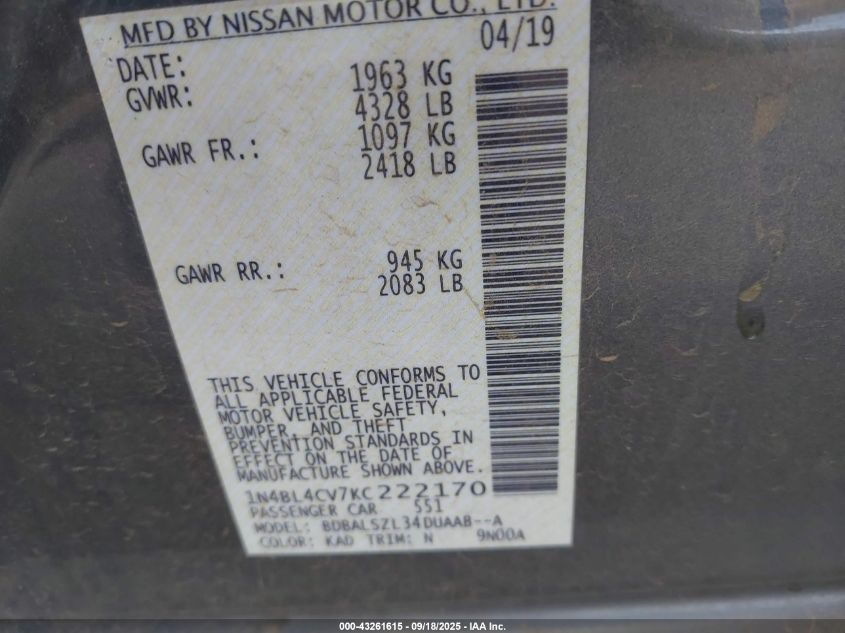 MFD BY NISSAN MOTOR CO., LTD.
DATE: 04/19
GVWR: 1963 KG
4328 LB
GAWR FR.: 1097 KG
2418 LB
GAWR RR.: 945 KG
2083 LB
THIS VEHICLE CONFORMS TO
ALL APPLICABLE FEDERAL
MOTOR VEHICLE SAFETY,
BUMPER, AND THEFT
PREVENTION STANDARDS IN
EFFECT ON THE DATE OF
MANUFACTURE SHOWN ABOVE.
1N4BL4CV7KC222170
PASSENGER CAR 551
MODEL: BDBALSZL34DUAAB--A
COLOR: KAD TRIM: N 9N00A
000-43261615 - 09/18/2025 - IAA Inc.